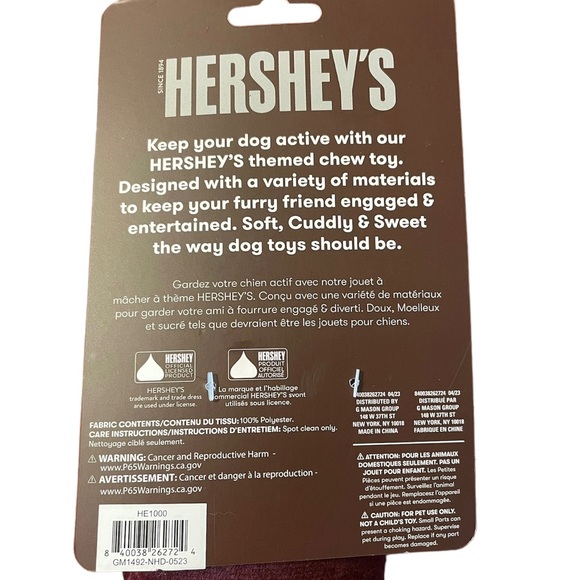 SINCE 1894
HERSHEY'S
Keep your dog active with our
HERSHEY'S themed chew toy.
Designed with a variety of materials
to keep your furry friend engaged &
entertained. Soft, Cuddly & Sweet
the way dog toys should be.
Gardez votre chien actif avec notre jouet à
mâcher à thème HERSHEY'S. Conçu avec une variété de matériaux
pour garder votre ami à fourrure engagé & diverti. Doux, Moelleux
et sucré tels que devraient être les jouets pour chiens.
HERSHEY
OFFICIAL
LICENSED
PRODUCT
HERSHEY'S
trademark and trade dress
are used under license.
HERSHEY
PRODUIT
OFFICIEL
AUTORISÉ
La marque et l'habillage
commercial HERSHEY'S avont
utilisés sous licence.
840038262724 04/23
DISTRIBUTED BY
G MASON GROUP
148 W 37TH ST
NEW YORK, NY 10018
MADE IN CHINA
840038262724 04/23
DISTRIBUÉ PAR
G MASON GROUP
148 W 37TH ST
NEW YORK, NY 10018
FABRIQUÉ EN CHINE
FABRIC CONTENTS/CONTENU DU TISSU: 100% Polyester.
CARE INSTRUCTIONS/INSTRUCTIONS D'ENTRETIEN: Spot clean only.
Nettoyage ciblé seulement.
WARNING: Cancer and Reproductive Harm -
www.P65Warnings.ca.gov
AVERTISSEMENT: Cancer et danger à la reproduction -
www.P65Warnings.ca.gov
ATTENTION: POUR LES ANIMAUX
DOMESTIQUES SEULEMENT. PAS UN
JOUET POUR ENFANT. Les Petites
Pièces peuvent présenter un risque
d'étouffement. Surveillez l'animal
pendant le jeu. Remplacez l'appareil
si une pièce est endommagée.
CAUTION: FOR PET USE ONLY.
NOT A CHILD'S TOY. Small Parts can
present a choking hazard. Supervise
pet during play. Replace if any part
becomes damaged.
HE1000
8 40038 26272 4
GM1492-NHD-0523